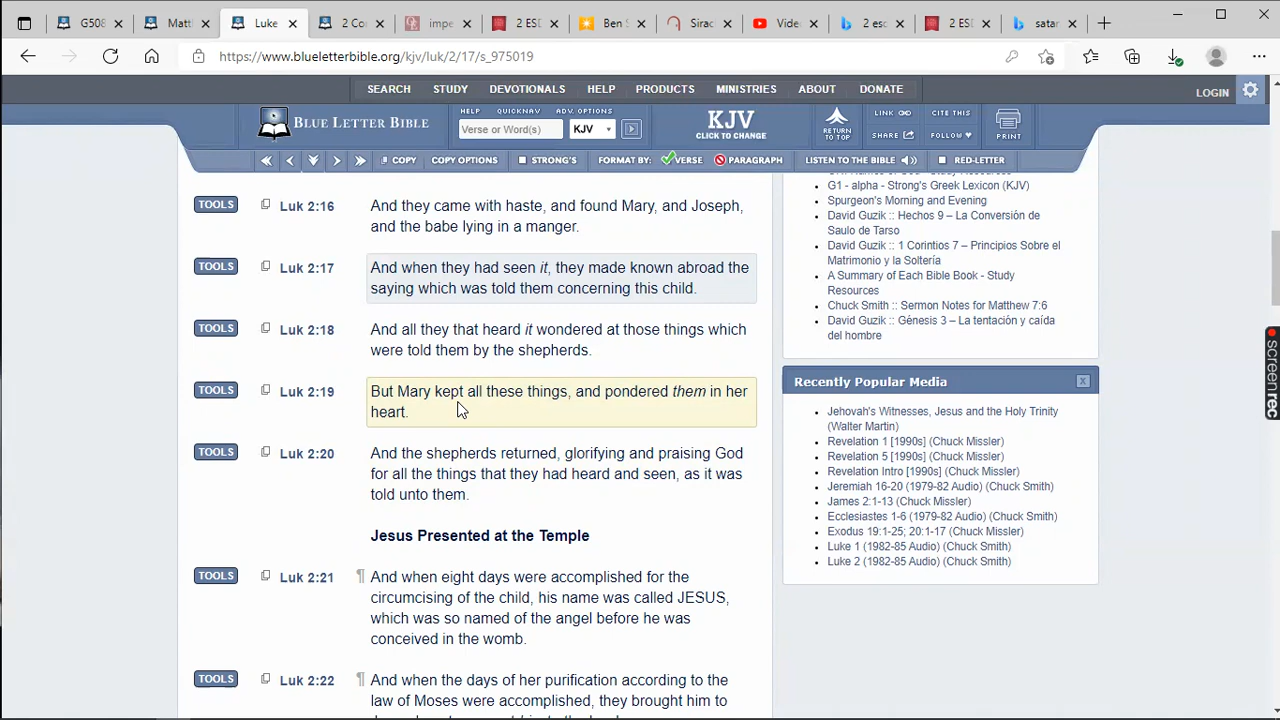 G508
Matt
Luke
2 Co
impe
2 ESD
Ben S
Sirac
Vide
2 esc
2 ESD
satar
https://www.blueletterbible.org/kjv/luk/2/17/s_975019
SEARCH STUDY DEVOTIONALS HELP PRODUCTS MINISTRIES ABOUT DONATE
LOGIN
BLUE LETTER BIBLE
HELP QUICKNAV ADV. OPTIONS
Verse or Word(s) KJV
KJV
CLICK TO CHANGE
RETURN
TO TOP
LINK CITE THIS
SHARE FOLLOW
PRINT
COPY COPY OPTIONS STRONG'S FORMAT BY: VERSE PARAGRAPH LISTEN TO THE BIBLE RED-LETTER
TOOLS Luk 2:16 And they came with haste, and found Mary, and Joseph,
and the babe lying in a manger.
TOOLS Luk 2:17 And when they had seen it, they made known abroad the
saying which was told them concerning this child.
TOOLS Luk 2:18 And all they that heard it wondered at those things which
were told them by the shepherds.
TOOLS Luk 2:19 But Mary kept all these things, and pondered them in her
heart.
TOOLS Luk 2:20 And the shepherds returned, glorifying and praising God
for all the things that they had heard and seen, as it was
told unto them.
Jesus Presented at the Temple
TOOLS Luk 2:21 ¶ And when eight days were accomplished for the
circumcising of the child, his name was called JESUS,
which was so named of the angel before he was
conceived in the womb.
TOOLS Luk 2:22 ¶ And when the days of her purification according to the
law of Moses were accomplished, they brought him to
G1 - alpha - Strong's Greek Lexicon (KJV)
Spurgeon's Morning and Evening
David Guzik :: Hechos 9 – La Conversión de
Saulo de Tarso
David Guzik :: 1 Corintios 7 – Principios Sobre el
Matrimonio y la Soltería
A Summary of Each Bible Book - Study
Resources
Chuck Smith :: Sermon Notes for Matthew 7:6
David Guzik :: Génesis 3 – La tentación y caída
del hombre
Recently Popular Media
Jehovah's Witnesses, Jesus and the Holy Trinity
(Walter Martin)
Revelation 1 [1990s] (Chuck Missler)
Revelation 5 [1990s] (Chuck Missler)
Revelation Intro [1990s] (Chuck Missler)
Jeremiah 16-20 (1979-82 Audio) (Chuck Smith)
James 2:1-13 (Chuck Missler)
Ecclesiastes 1-6 (1979-82 Audio) (Chuck Smith)
Exodus 19:1-25; 20:1-17 (Chuck Missler)
Luke 1 (1982-85 Audio) (Chuck Smith)
Luke 2 (1982-85 Audio) (Chuck Smith)
screenrec